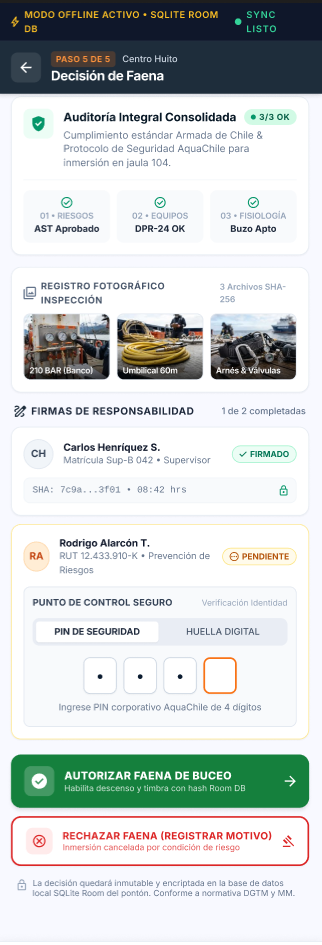 MODO OFFLINE ACTIVO • SQLITE ROOM
DB
SYNC
LISTO
PASO 5 DE 5 Centro Huito
Decisión de Faena
Auditoría Integral Consolidada
3/3 OK
Cumplimiento estándar Armada de Chile &
Protocolo de Seguridad AquaChile para
inmersión en jaula 104.
01 • RIESGOS
AST Aprobado
02 • EQUIPOS
DPR-24 OK
03 • FISIOLOGÍA
Buzo Apto
REGISTRO FOTOGRÁFICO
INSPECCIÓN
3 Archivos SHA-
256
210 BAR (Banco)
Umbilical 60m
Arnés & Válvulas
FIRMAS DE RESPONSABILIDAD
1 de 2 completadas
CH
Carlos Henríquez S.
Matrícula Sup-B 042 • Supervisor
FIRMADO
SHA: 7c9a...3f01 • 08:42 hrs
RA
Rodrigo Alarcón T.
RUT 12.433.910-K • Prevención de
Riesgos
PENDIENTE
PUNTO DE CONTROL SEGURO
Verificación Identidad
PIN DE SEGURIDAD
HUELLA DIGITAL
Ingrese PIN corporativo AquaChile de 4 dígitos
AUTORIZAR FAENA DE BUCEO
Habilita descenso y timbra con hash Room DB
RECHAZAR FAENA (REGISTRAR MOTIVO)
Inmersión cancelada por condición de riesgo
La decisión quedará inmutable y encriptada en la base de datos
local SQLite Room del pontón. Conforme a normativa DGTM y MM.